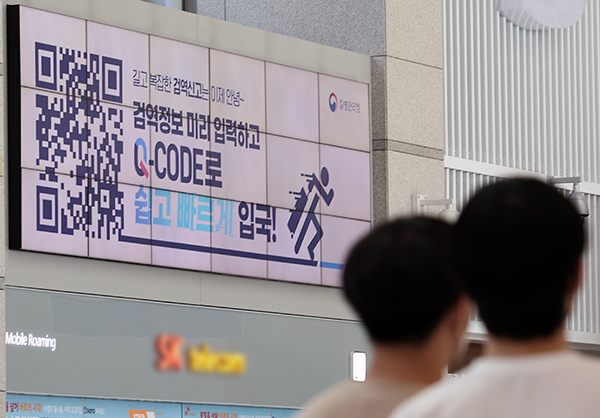 길고 복잡한 검역신고는 이제 안녕~
질병관리청
검역정보 미리 입력하고
Q-CODE로
쉽고 빠르게 입국!
Mobile Roaming
SK telecom